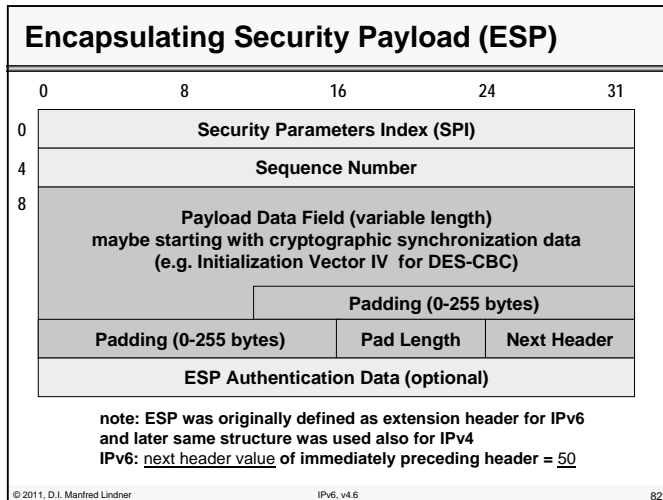 Encapsulating Security Payload (ESP)
0 8 16 24 31
0 Security Parameters Index (SPI)
4 Sequence Number
8 Payload Data Field (variable length)
maybe starting with cryptographic synchronization data
(e.g. Initialization Vector IV for DES-CBC)
Padding (0-255 bytes)
Padding (0-255 bytes) Pad Length Next Header
ESP Authentication Data (optional)
note: ESP was originally defined as extension header for IPv6
and later same structure was used also for IPv4
IPv6: next header value of immediately preceding header = 50
© 2011, D.I. Manfred Lindner IPv6, v4.6 82